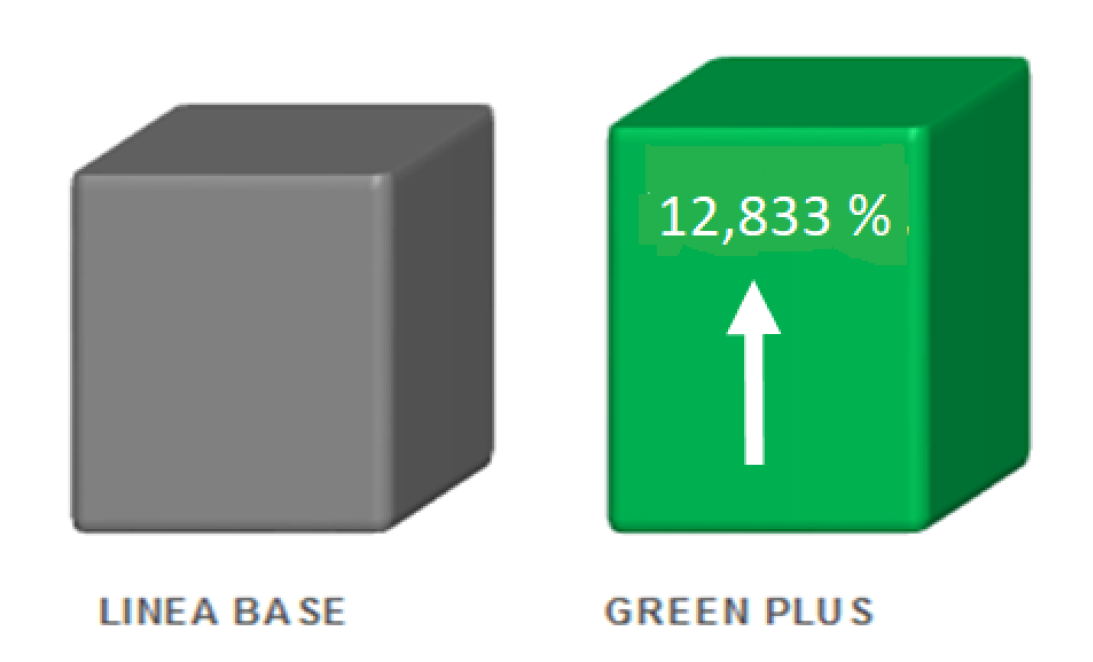 12,833 %
LINEA BASE
GREEN PLUS